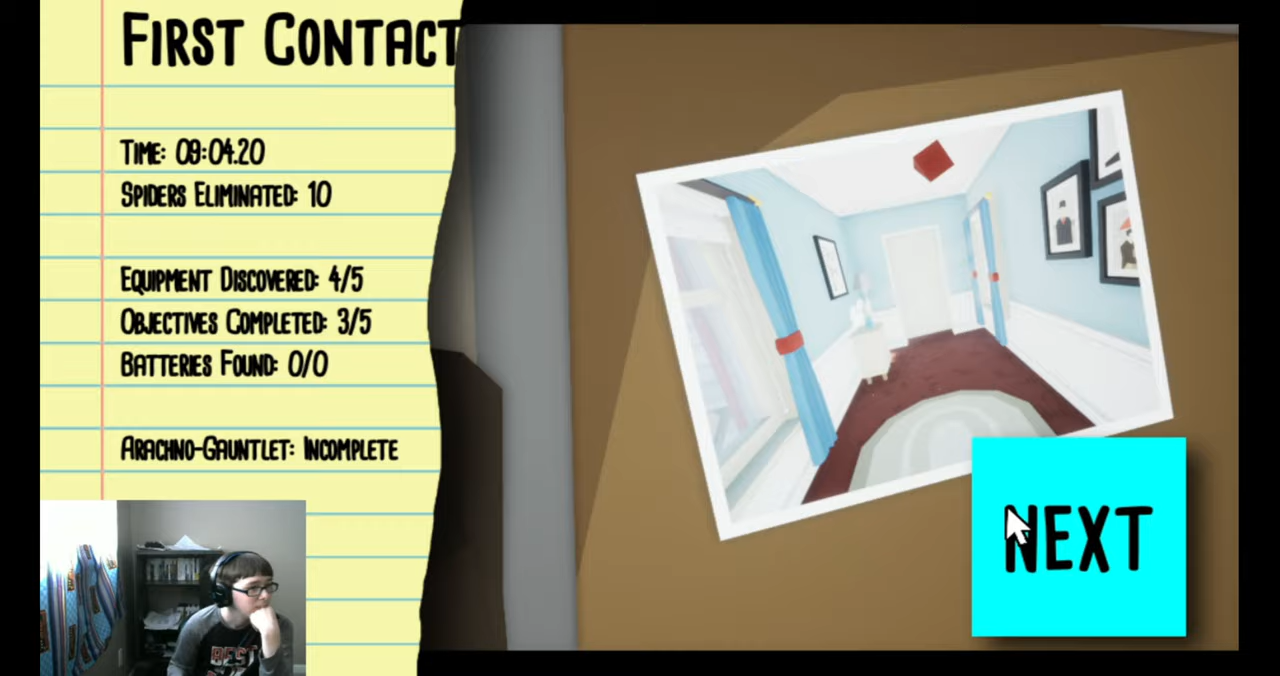 First Contact
Time: 09:04.20
Spiders Eliminated: 10
Equipment Discovered: 4/5
Objectives Completed: 3/5
Batteries Found: 0/0
Arachno-Gauntlet: Incomplete
NEXT
BEST